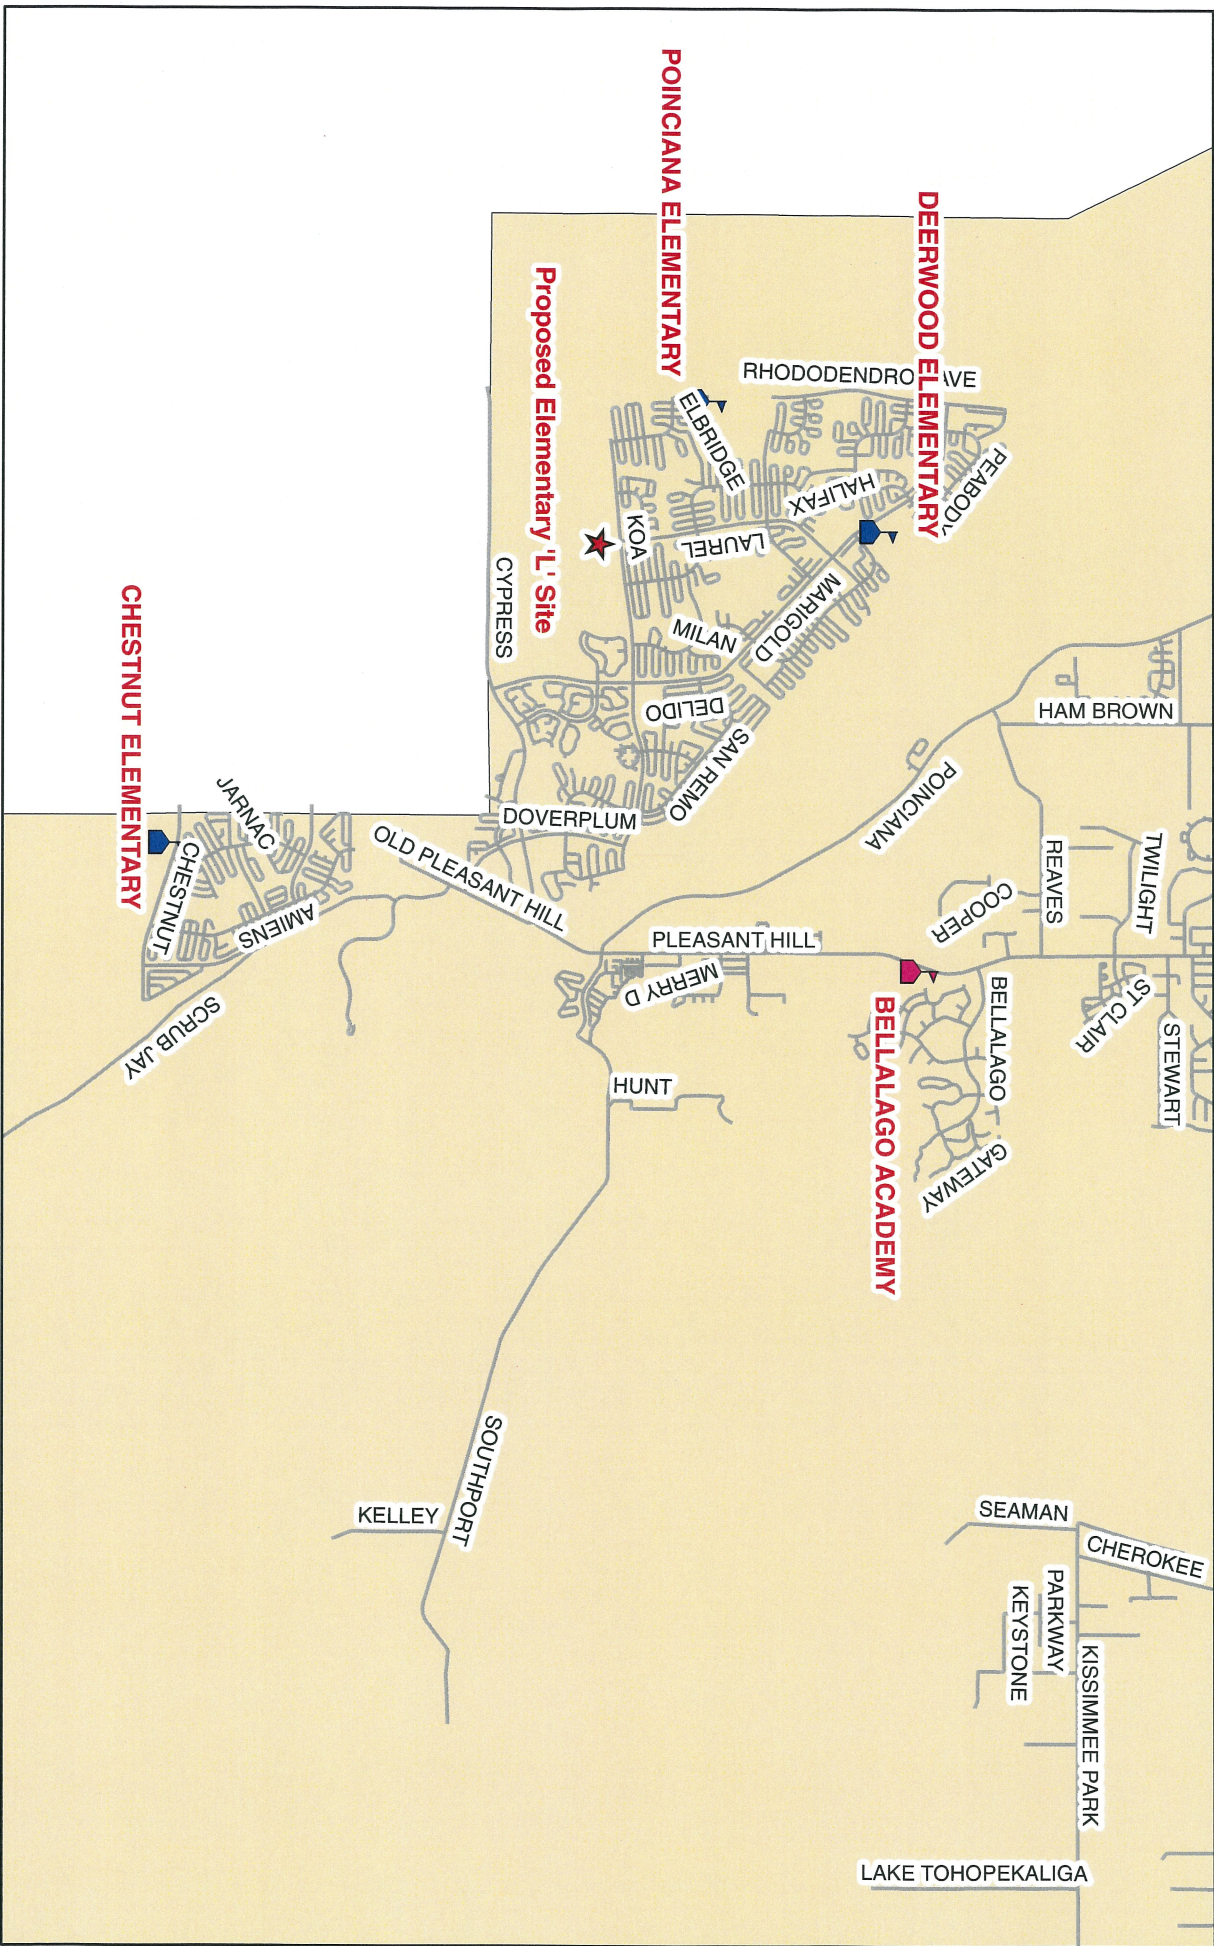 POINCIANA ELEMENTARY
DEERWOOD ELEMENTARY
Proposed Elementary 'L' Site
CHESTNUT ELEMENTARY
BELLALAGO ACADEMY
RHODODENDRO AVE
PEABODY
ELBRIDGE
HALIFAX
LAUREL
KOA
MARIGOLD
MILAN
CYPRESS
DELIDO
SAN REMO
DOVERPLUM
HAM BROWN
POINCIANA
REAVES
TWILIGHT
COOPER
JARNAC
OLD PLEASANT HILL
CHESTNUT
AMIENS
PLEASANT HILL
MERRY D
SCRUB JAY
BELLALAGO
ST CLAIR
STEWART
HUNT
GATEWAY
SOUTHPORT
KELLEY
SEAMAN
CHEROKEE
PARKWAY
KEYSTONE
KISSIMMEE PARK
LAKE TOHOPEKALIGA